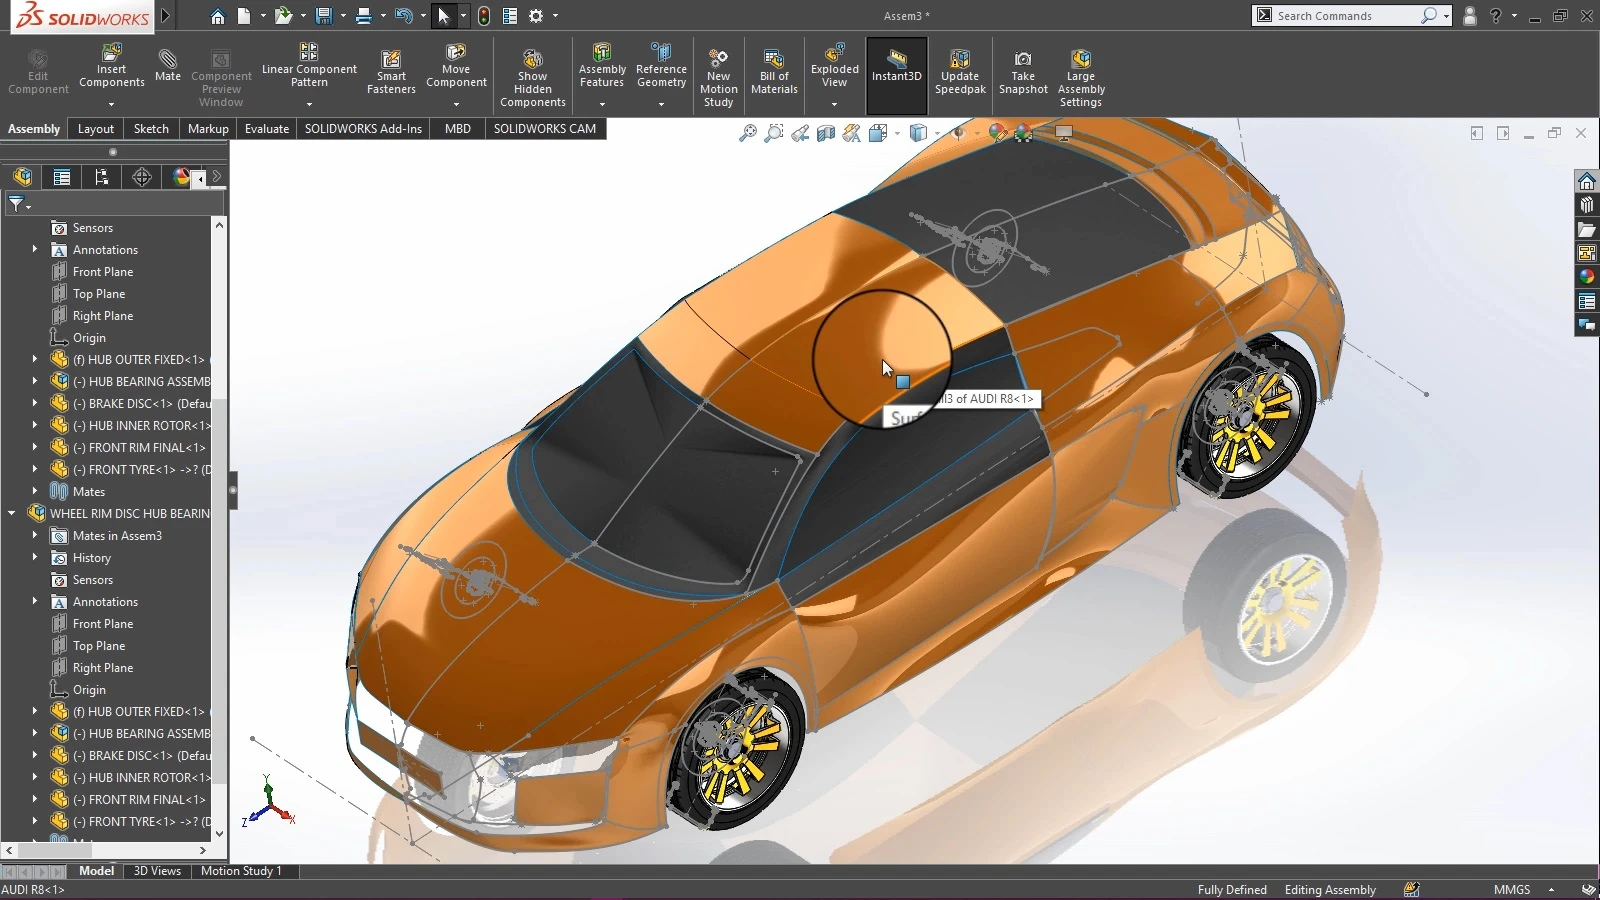 SOLIDWORKS
Assem3 *
Search Commands
Edit Component
Insert Components
Mate
Component Preview Window
Linear Component Pattern
Smart Fasteners
Move Component
Show Hidden Components
Assembly Features
Reference Geometry
New Motion Study
Bill of Materials
Exploded View
Instant3D
Update Speedpak
Take Snapshot
Large Assembly Settings
Assembly
Layout
Sketch
Markup
Evaluate
SOLIDWORKS Add-Ins
MBD
SOLIDWORKS CAM
Sensors
Annotations
Front Plane
Top Plane
Right Plane
Origin
(f) HUB OUTER FIXED<1> (
(-) HUB BEARING ASSEMB
(-) BRAKE DISC<1> (Defau
(-) HUB INNER ROTOR<1>
(-) FRONT RIM FINAL<1>
(-) FRONT TYRE<1> ->? (D
Mates
WHEEL RIM DISC HUB BEARIN
Mates in Assem3
History
Sensors
Annotations
Front Plane
Top Plane
Right Plane
Origin
(f) HUB OUTER FIXED<1> (
(-) HUB BEARING ASSEMB
(-) BRAKE DISC<1> (Defau
(-) HUB INNER ROTOR<1>
(-) FRONT RIM FINAL<1>
(-) FRONT TYRE<1> ->? (D
ll3 of AUDI R8<1>
Surf
Y
Z
X
Model
3D Views
Motion Study 1
AUDI R8<1>
Fully Defined
Editing Assembly
MMGS